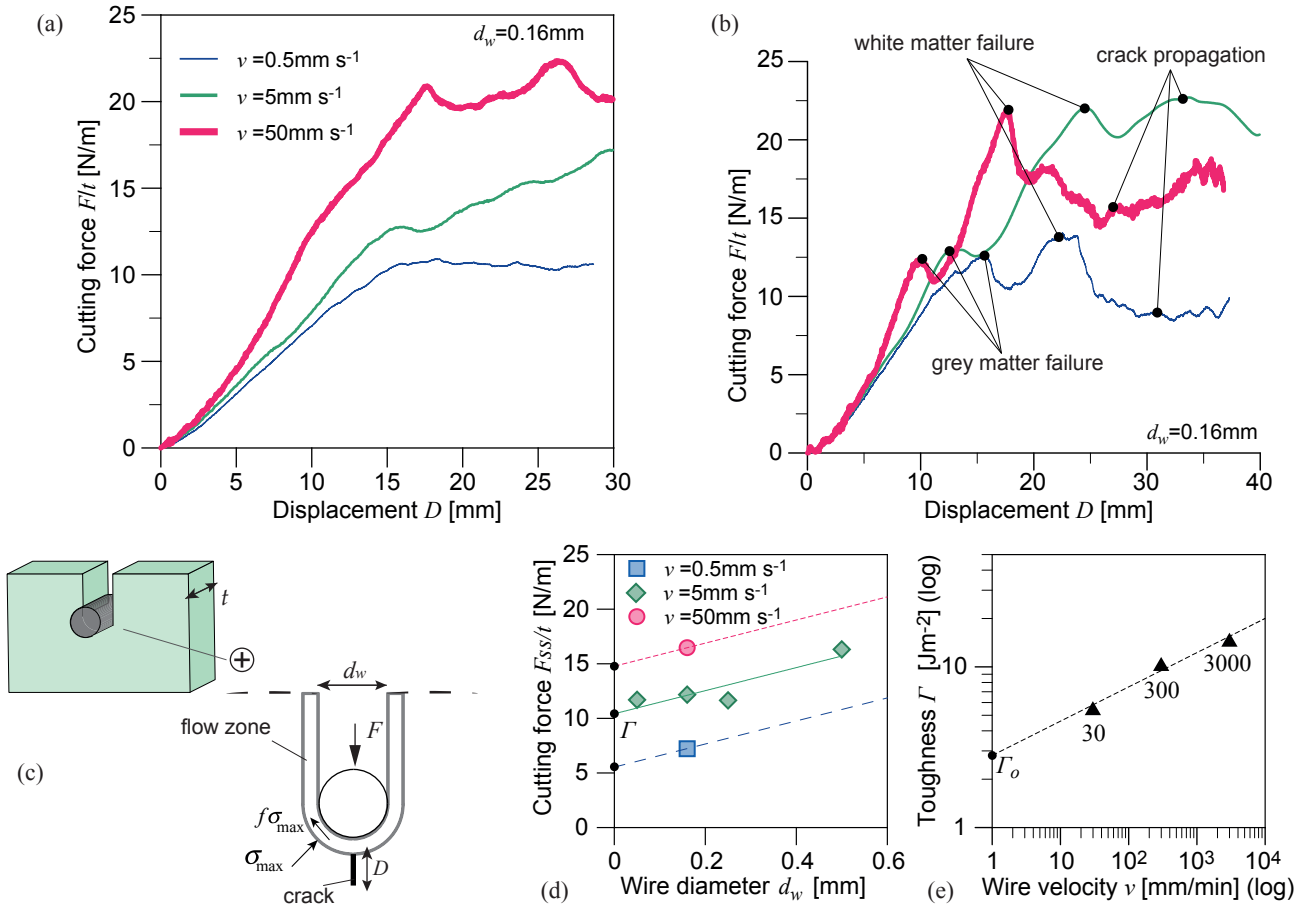 (a)
25
20
15
10
5
0
Cutting force F/t [N/m]
d_w=0.16mm
v =0.5mm s⁻¹
v =5mm s⁻¹
v =50mm s⁻¹
0 5 10 15 20 25 30
Displacement D [mm]
(b)
white matter failure
crack propagation
25
20
15
10
5
0
Cutting force F/t [N/m]
grey matter failure
d_w=0.16mm
0 10 20 30 40
Displacement D [mm]
t
d_w
flow zone
F
(c)
fσmax
σmax
D
crack
25
20
15
10
5
0
Cutting force Fss/t [N/m]
v =0.5mm s⁻¹
v =5mm s⁻¹
v =50mm s⁻¹
Γ
0 0.2 0.4 0.6
(d) Wire diameter d_w [mm]
Toughness Γ [Jm-2] (log)
10
1
3000
300
30
Γo
1 10 10² 10³ 10⁴
(e) Wire velocity v [mm/min] (log)